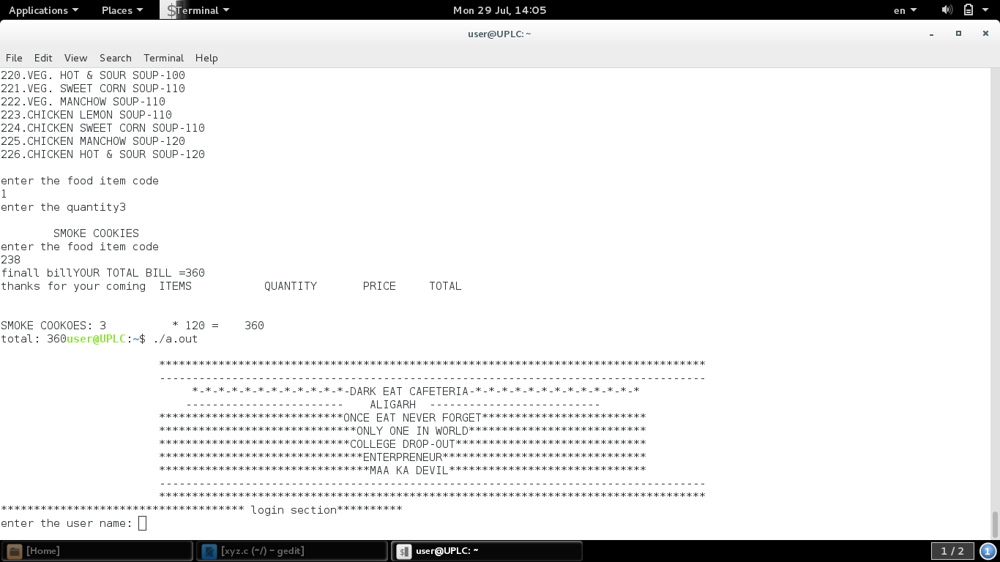 Applications Places Terminal Mon 29 Jul, 14:05 en
user@UPLC: ~
File Edit View Search Terminal Help
220.VEG. HOT & SOUR SOUP-100
221.VEG. SWEET CORN SOUP-110
222.VEG. MANCHOW SOUP-110
223.CHICKEN LEMON SOUP-110
224.CHICKEN SWEET CORN SOUP-110
225.CHICKEN MANCHOW SOUP-120
226.CHICKEN HOT & SOUR SOUP-120
enter the food item code
1
enter the quantity3
SMOKE COOKIES
enter the food item code
238
finall billYOUR TOTAL BILL =360
thanks for your coming  ITEMS           QUANTITY       PRICE     TOTAL
SMOKE COOKOES: 3          * 120 =    360
total: 360user@UPLC:~$ ./a.out
***********************************************************************************
-----------------------------------------------------------------------------------
*-*-*-*-*-*-*-*-*-*-*-*-DARK EAT CAFETERIA-*-*-*-*-*-*-*-*-*-*-*-*-*
------------------------    ALIGARH  --------------------------
****************************ONCE EAT NEVER FORGET*************************
******************************ONLY ONE IN WORLD***************************
*****************************COLLEGE DROP-OUT*****************************
*******************************ENTERPRENEUR*******************************
********************************MAA KA DEVIL******************************
-----------------------------------------------------------------------------------
***********************************************************************************
************************************* login section**********
enter the user name:
[Home] [xyz.c (~/) - gedit] user@UPLC: ~ 1 / 2 1